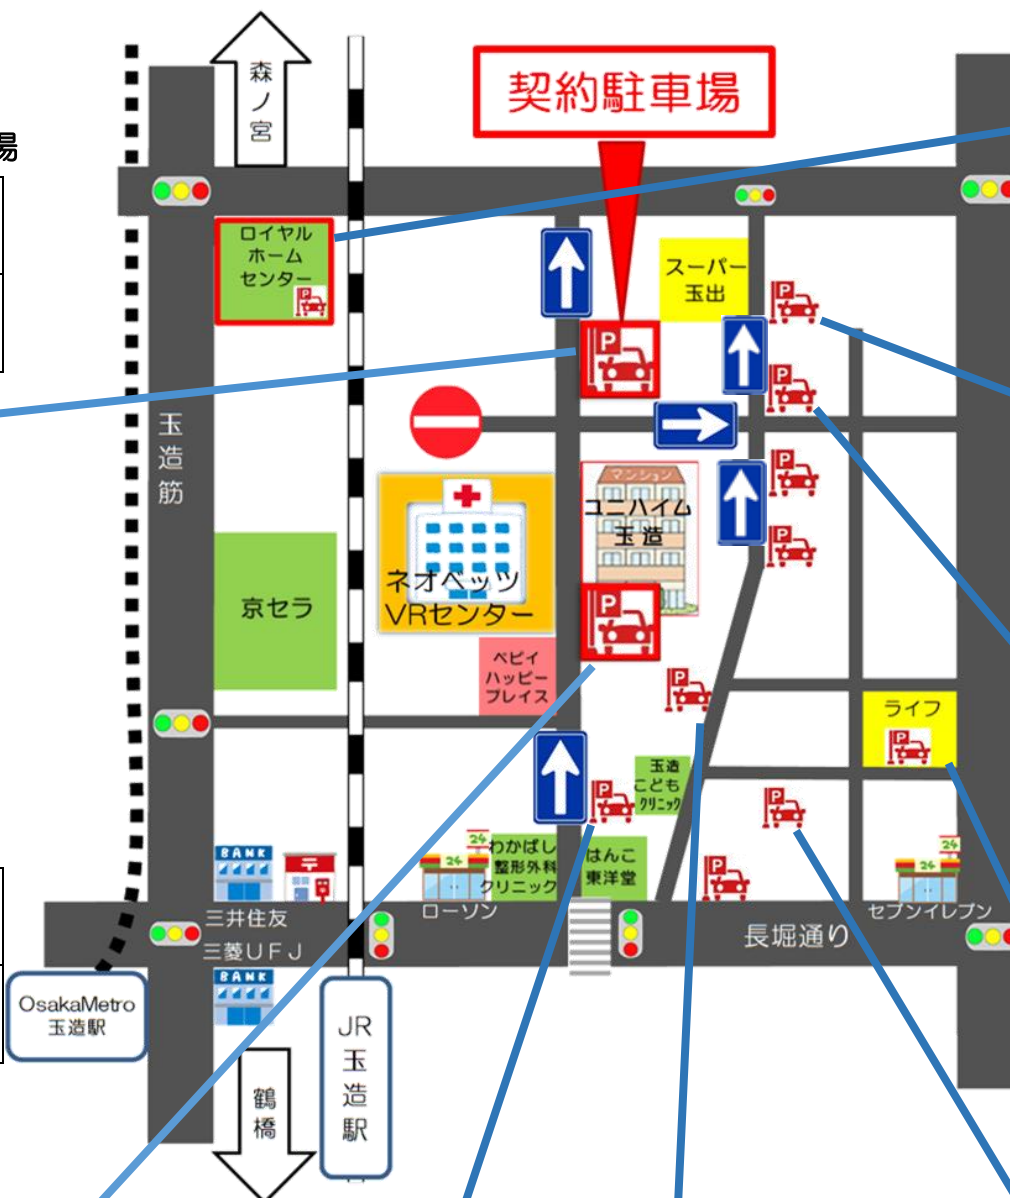 森ノ宮
契約駐車場
場
ロイヤル
ホーム
センター
P
スーパー
玉出
P
P
P
玉造筋
マンション
ユニハイム
玉造
P
P
ネオベッツ
VRセンター
京セラ
P
ベビイ
ハッピー
プレイス
P
ライフ
P
玉造
こども
クリニック
P
P
P
BANK
〒
24
24
わかばし
整形外科
クリニック
はんこ
東洋堂
24
24
ローソン
セブンイレブン
三井住友
三菱UFJ
長堀通り
BANK
OsakaMetro
玉造駅
JR
玉造駅
鶴橋